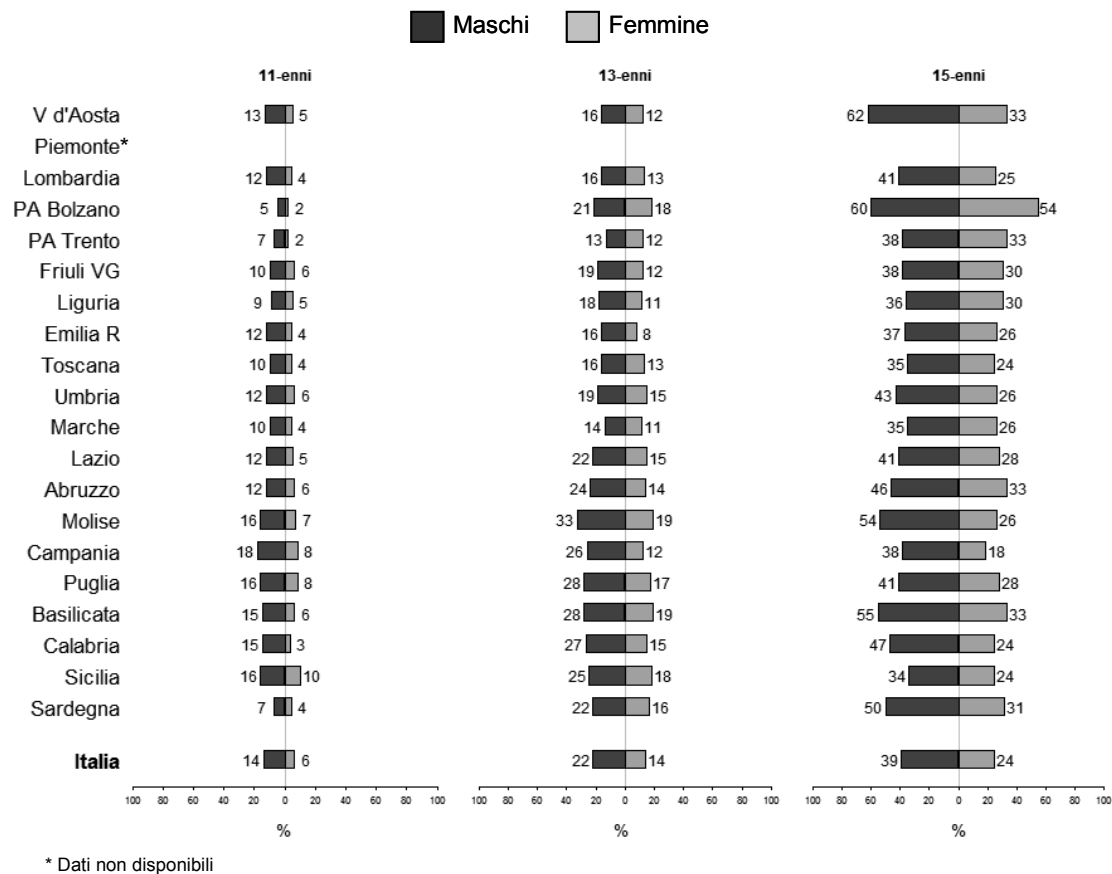 Maschi Femmine
11-enni 13-enni 15-enni
V d'Aosta 13 5 16 12 62 33
Piemonte*
Lombardia 12 4 16 13 41 25
PA Bolzano 5 2 21 18 60 54
PA Trento 7 2 13 12 38 33
Friuli VG 10 6 19 12 38 30
Liguria 9 5 18 11 36 30
Emilia R 12 4 16 8 37 26
Toscana 10 4 16 13 35 24
Umbria 12 6 19 15 43 26
Marche 10 4 14 11 35 26
Lazio 12 5 22 15 41 28
Abruzzo 12 6 24 14 46 33
Molise 16 7 33 19 54 26
Campania 18 8 26 12 38 18
Puglia 16 8 28 17 41 28
Basilicata 15 6 28 19 55 33
Calabria 15 3 27 15 47 24
Sicilia 16 10 25 18 34 24
Sardegna 7 4 22 16 50 31
Italia 14 6 22 14 39 24
100 80 60 40 20 0 20 40 60 80 100 100 80 60 40 20 0 20 40 60 80 100 100 80 60 40 20 0 20 40 60 80 100
% % %
* Dati non disponibili